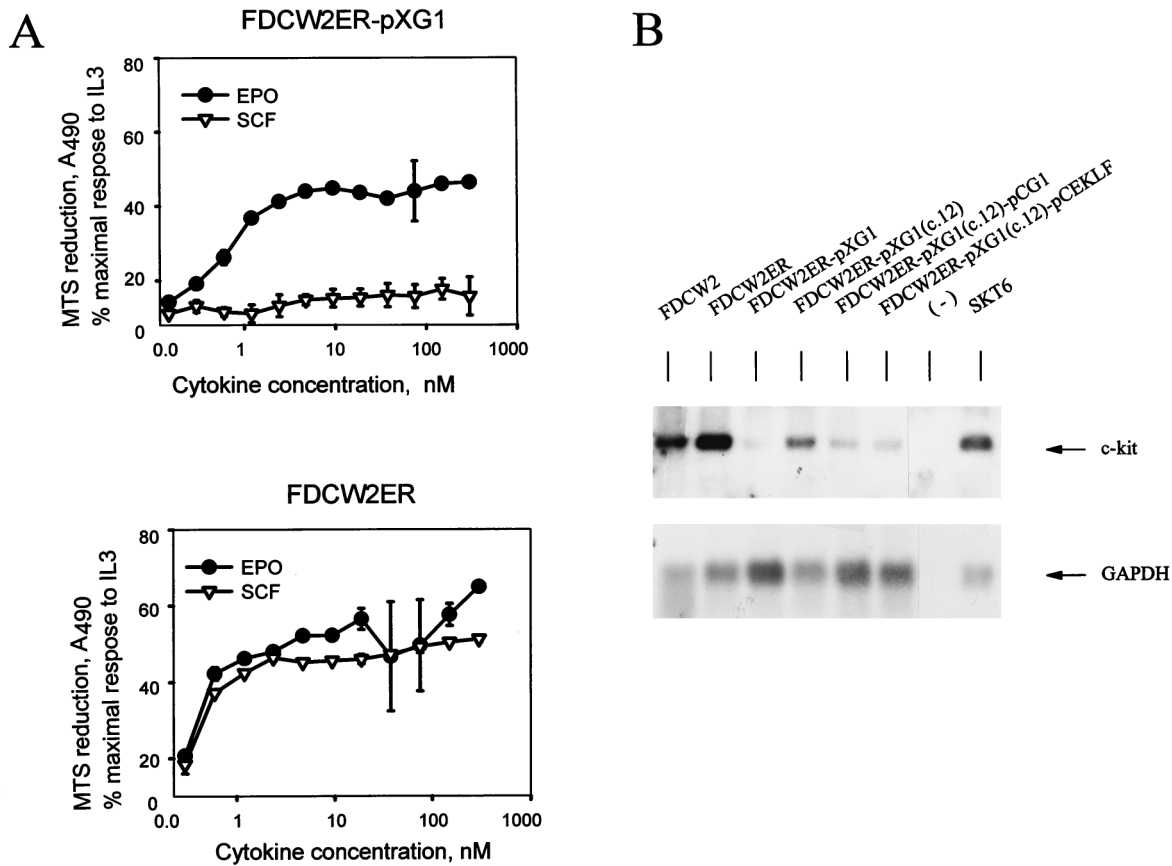 A
FDCW2ER-pXG1
MTS reduction, A490
% maximal respose to IL3
80
60
40
20
0
EPO
SCF
0.0 1 10 100 1000
Cytokine concentration, nM
FDCW2ER
MTS reduction, A490
% maximal respose to IL3
80
60
40
20
0
EPO
SCF
0.0 1 10 100 1000
Cytokine concentration, nM
B
FDCW2
FDCW2ER
FDCW2ER-pXG1
FDCW2ER-pXG1(c.12)
FDCW2ER-pXG1(c.12)-pCG1
FDCW2ER-pXG1(c.12)-pCEKLF
(-)
SKT6
c-kit
GAPDH